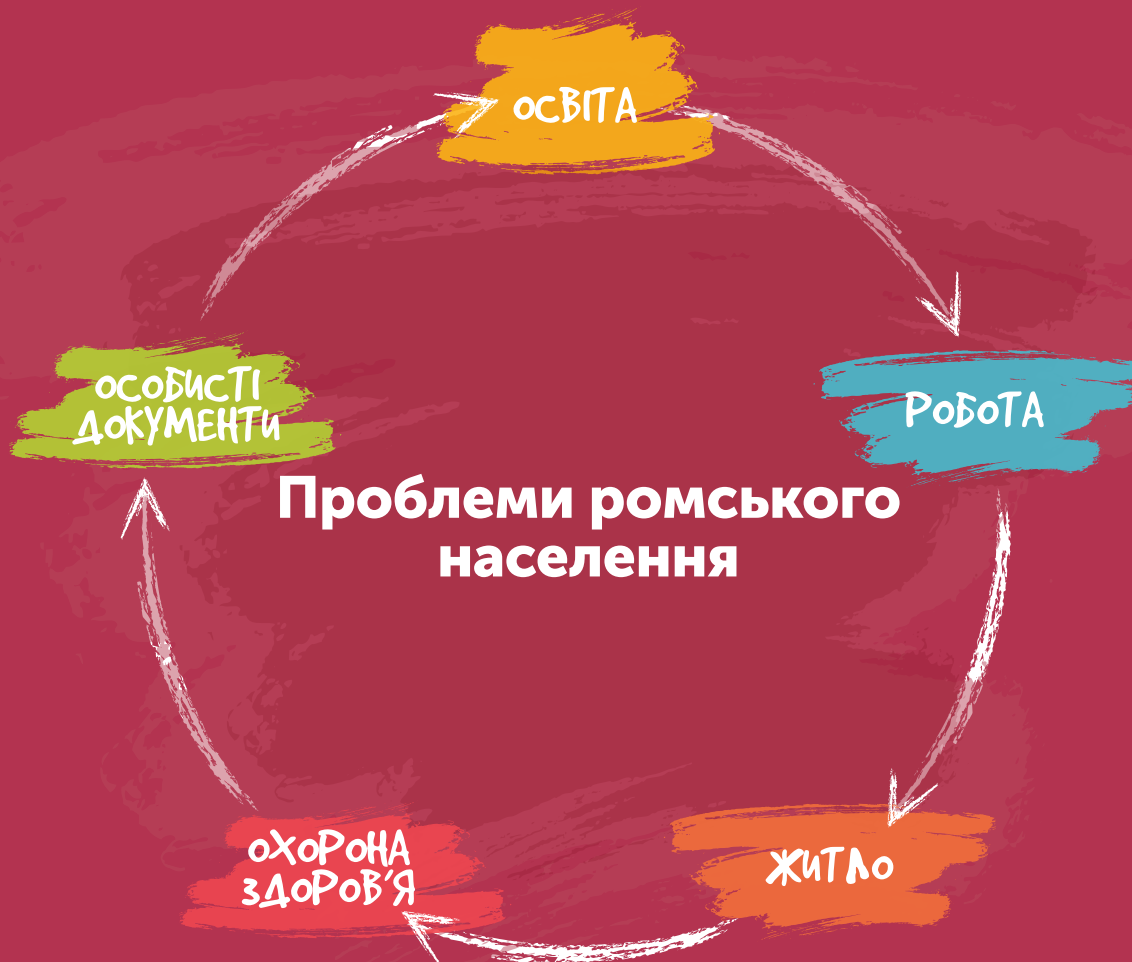 ОСВІТА
РОБОТА
ЖИТЛО
ОХОРОНА
ЗДОРОВ'Я
ОСОБИСТІ
ДОКУМЕНТИ
Проблеми ромського
населення